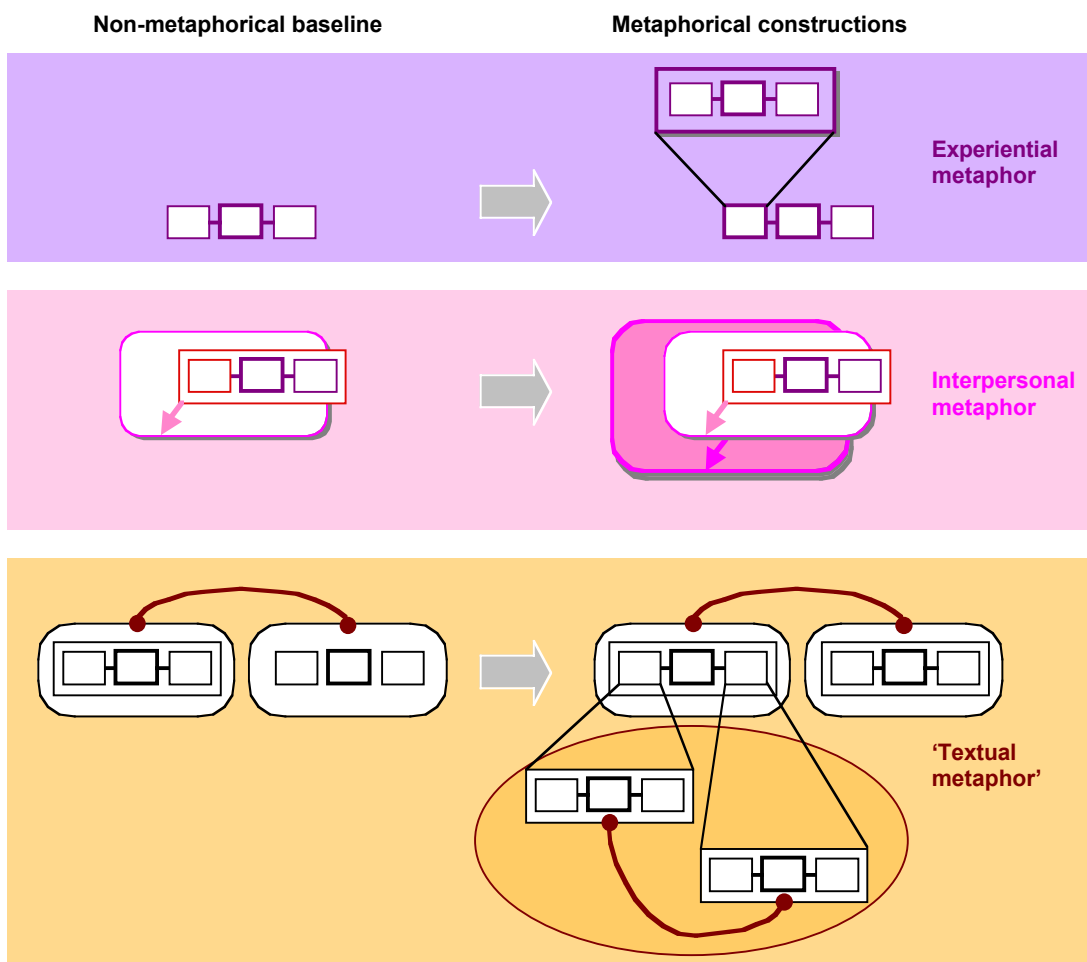 Non-metaphorical baseline
Metaphorical constructions
Experiential
metaphor
Interpersonal
metaphor
‘Textual
metaphor’